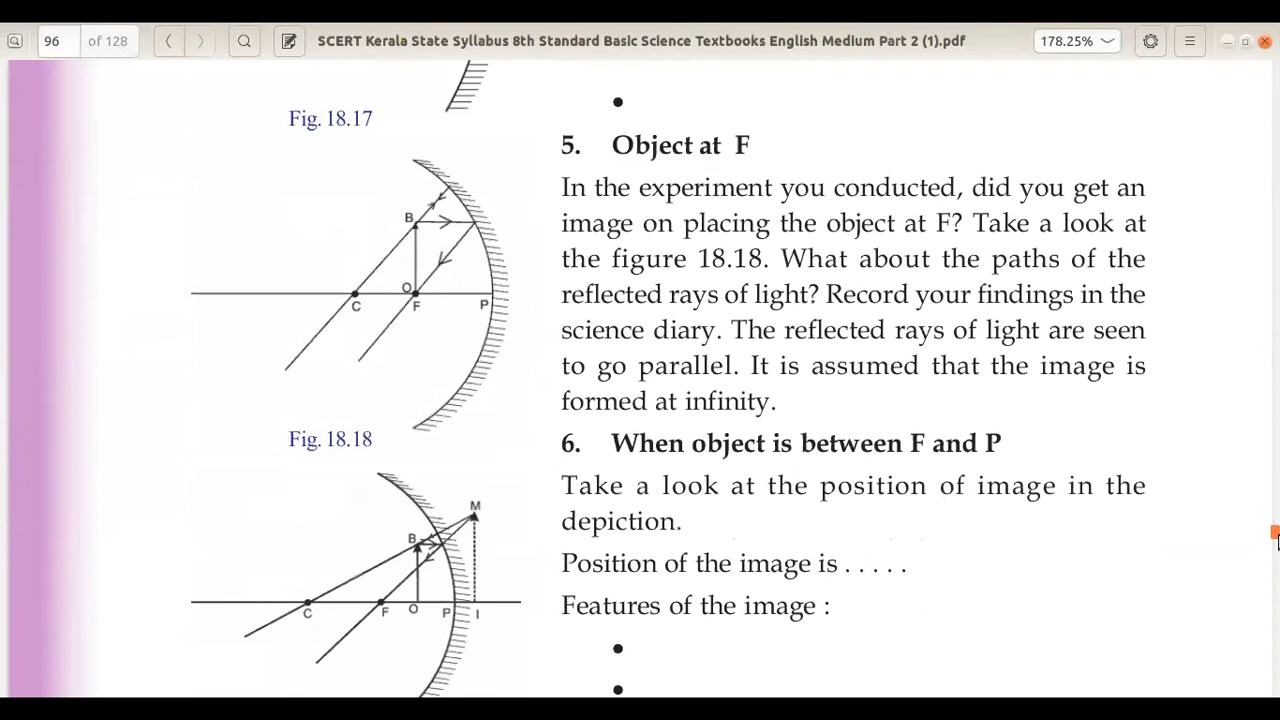 96 of 128
SCERT Kerala State Syllabus 8th Standard Basic Science Textbooks English Medium Part 2 (1).pdf
178.25%
Fig. 18.17
B
O
C F P
Fig. 18.18
M
B
C F O P I
•
5. Object at F
In the experiment you conducted, did you get an
image on placing the object at F? Take a look at
the figure 18.18. What about the paths of the
reflected rays of light? Record your findings in the
science diary. The reflected rays of light are seen
to go parallel. It is assumed that the image is
formed at infinity.
6. When object is between F and P
Take a look at the position of image in the
depiction.
Position of the image is . . . . .
Features of the image :
•
•